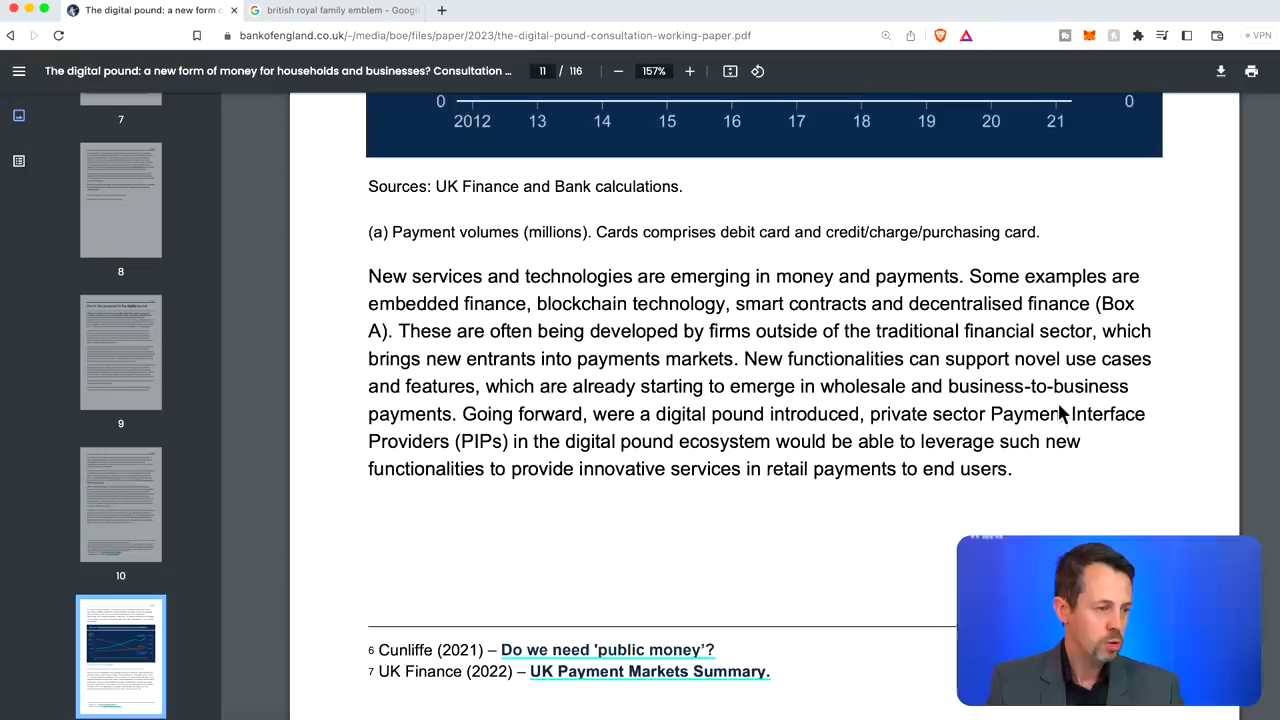 The digital pound: a new form o
british royal family emblem - Goog
bankofengland.co.uk/-/media/boe/files/paper/2023/the-digital-pound-consultation-working-paper.pdf
VPN
The digital pound: a new form of money for households and businesses? Consultation ...
11 / 116
157%
7
8
9
10
0
0
2012 13 14 15 16 17 18 19 20 21
Sources: UK Finance and Bank calculations.
(a) Payment volumes (millions). Cards comprises debit card and credit/charge/purchasing card.
New services and technologies are emerging in money and payments. Some examples are
embedded finance, blockchain technology, smart contracts and decentralised finance (Box
A). These are often being developed by firms outside of the traditional financial sector, which
brings new entrants into payments markets. New functionalities can support novel use cases
and features, which are already starting to emerge in wholesale and business-to-business
payments. Going forward, were a digital pound introduced, private sector Payment Interface
Providers (PIPs) in the digital pound ecosystem would be able to leverage such new
functionalities to provide innovative services in retail payments to end users.
6 Cunliffe (2021) – Do we need 'public money'?
7 UK Finance (2022) – UK Payment Markets Summary.